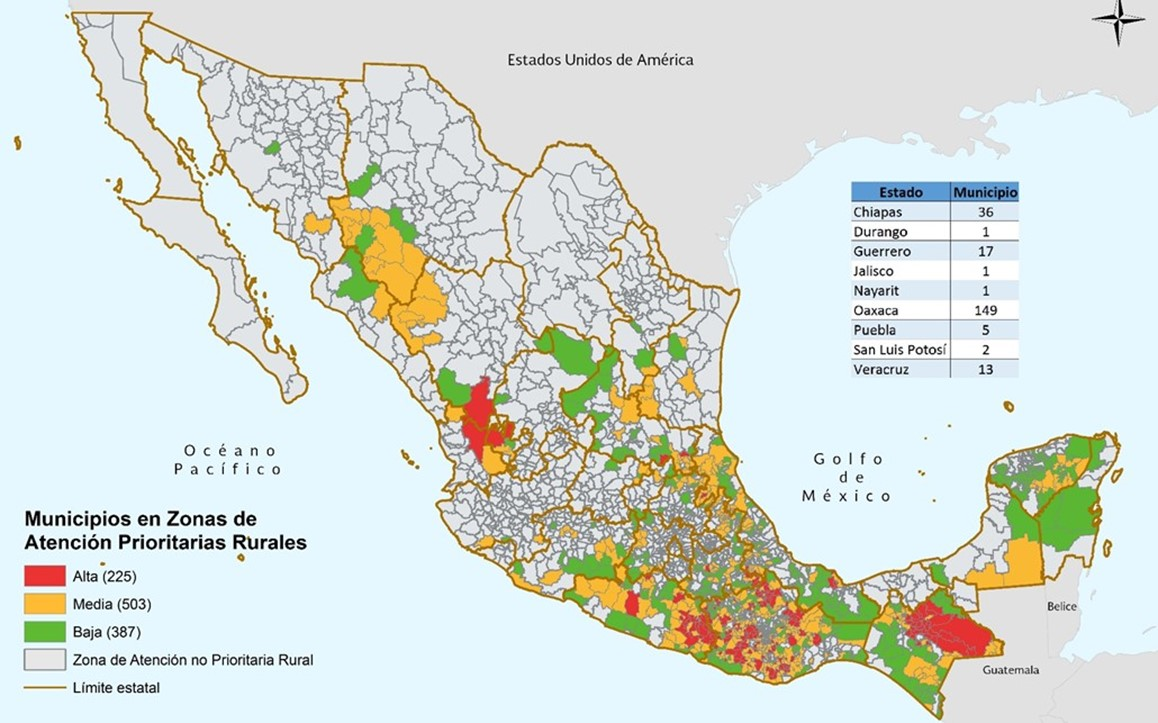 Estados Unidos de América
Estado Municipio
Chiapas 36
Durango 1
Guerrero 17
Jalisco 1
Nayarit 1
Oaxaca 149
Puebla 5
San Luis Potosí 2
Veracruz 13
Océano
Pacífico
Golfo
de
México
Municipios en Zonas de
Atención Prioritarias Rurales
Alta (225)
Media (503)
Baja (387)
Zona de Atención no Prioritaria Rural
Límite estatal
Belice
Guatemala